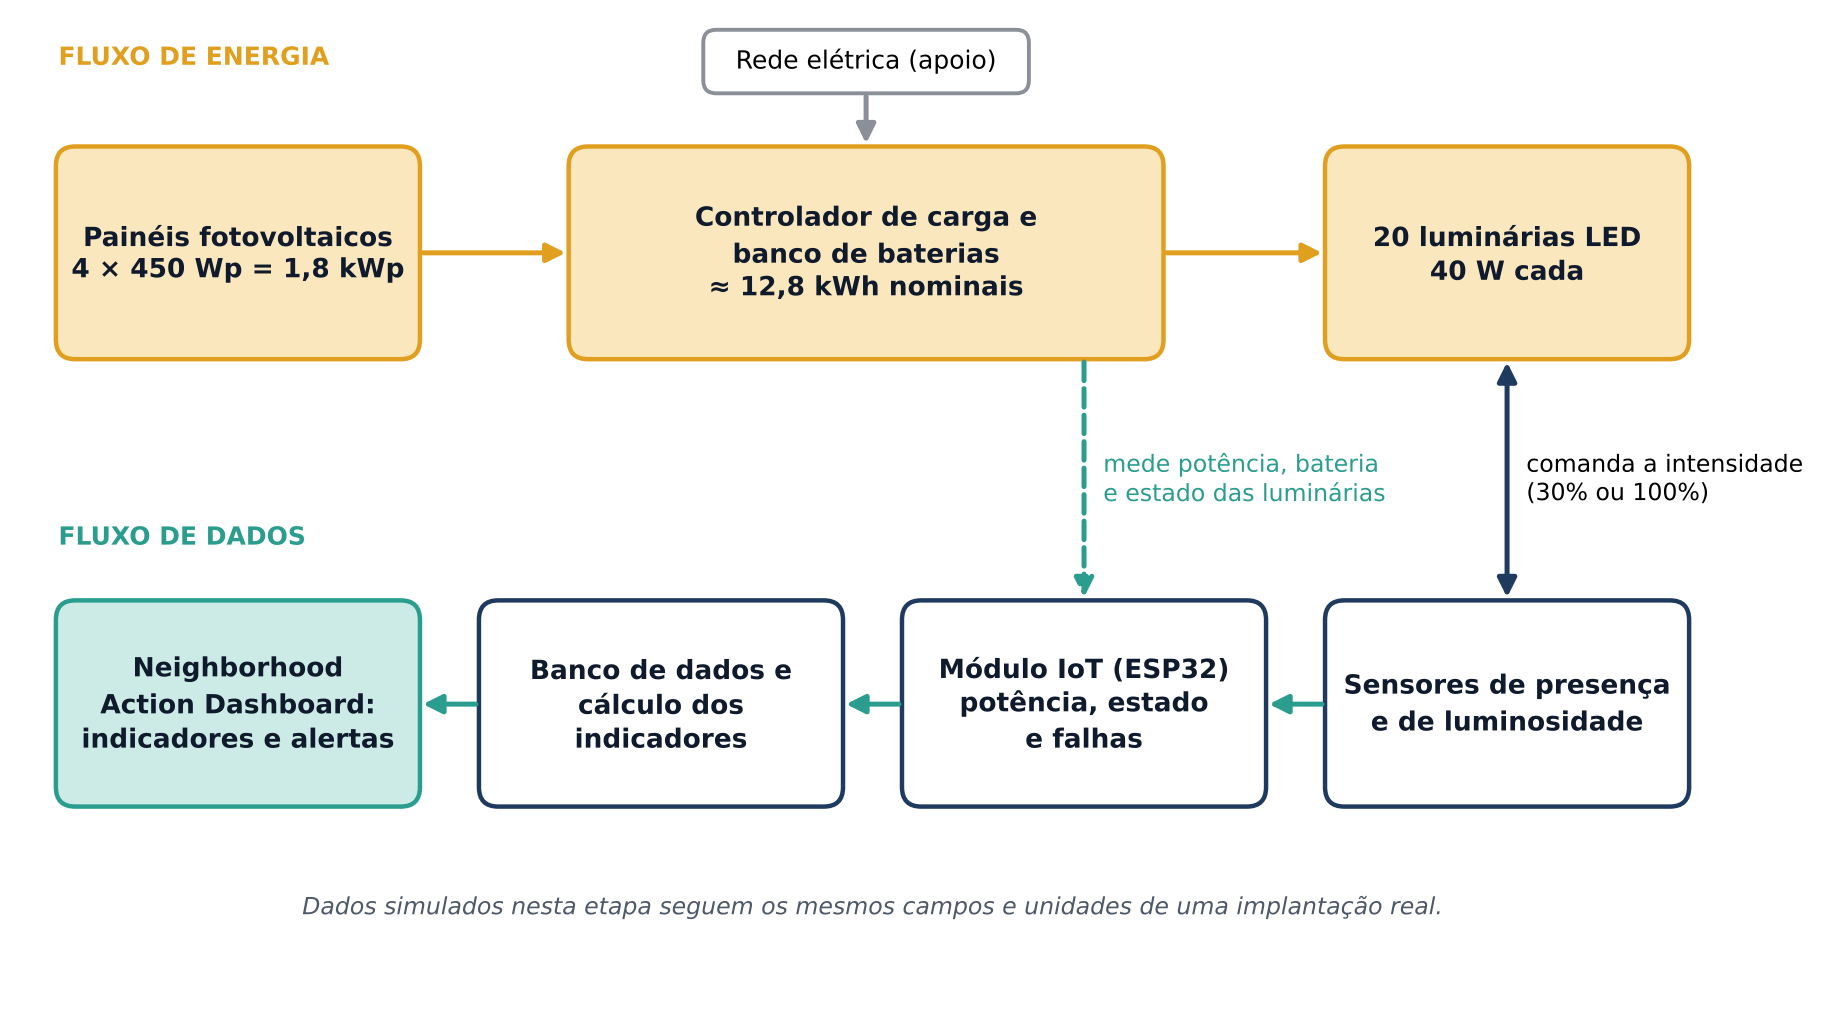 FLUXO DE ENERGIA
Rede elétrica (apoio)
Painéis fotovoltaicos
4 × 450 Wp = 1,8 kWp
Controlador de carga e
banco de baterias
≈ 12,8 kWh nominais
20 luminárias LED
40 W cada
mede potência, bateria
e estado das luminárias
comanda a intensidade
(30% ou 100%)
FLUXO DE DADOS
Neighborhood
Action Dashboard:
indicadores e alertas
Banco de dados e
cálculo dos
indicadores
Módulo IoT (ESP32)
potência, estado
e falhas
Sensores de presença
e de luminosidade
Dados simulados nesta etapa seguem os mesmos campos e unidades de uma implantação real.